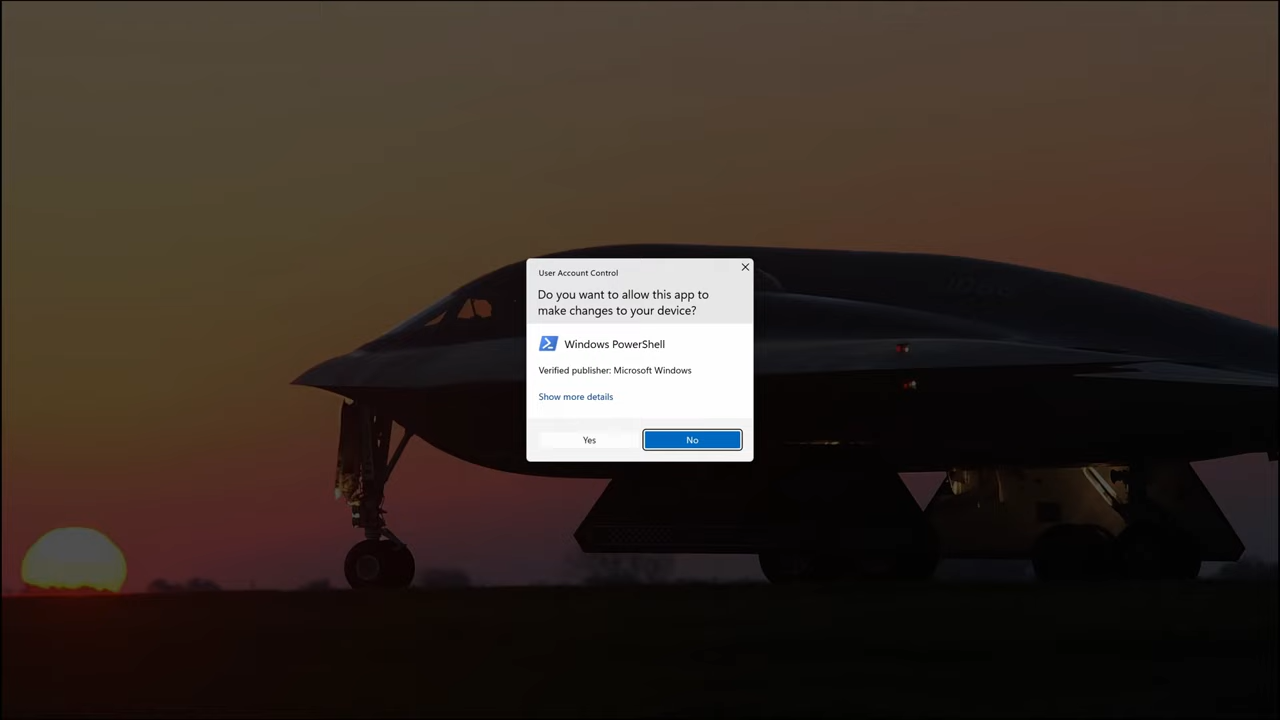 User Account Control
Do you want to allow this app to
make changes to your device?
Windows PowerShell
Verified publisher: Microsoft Windows
Show more details
Yes
No